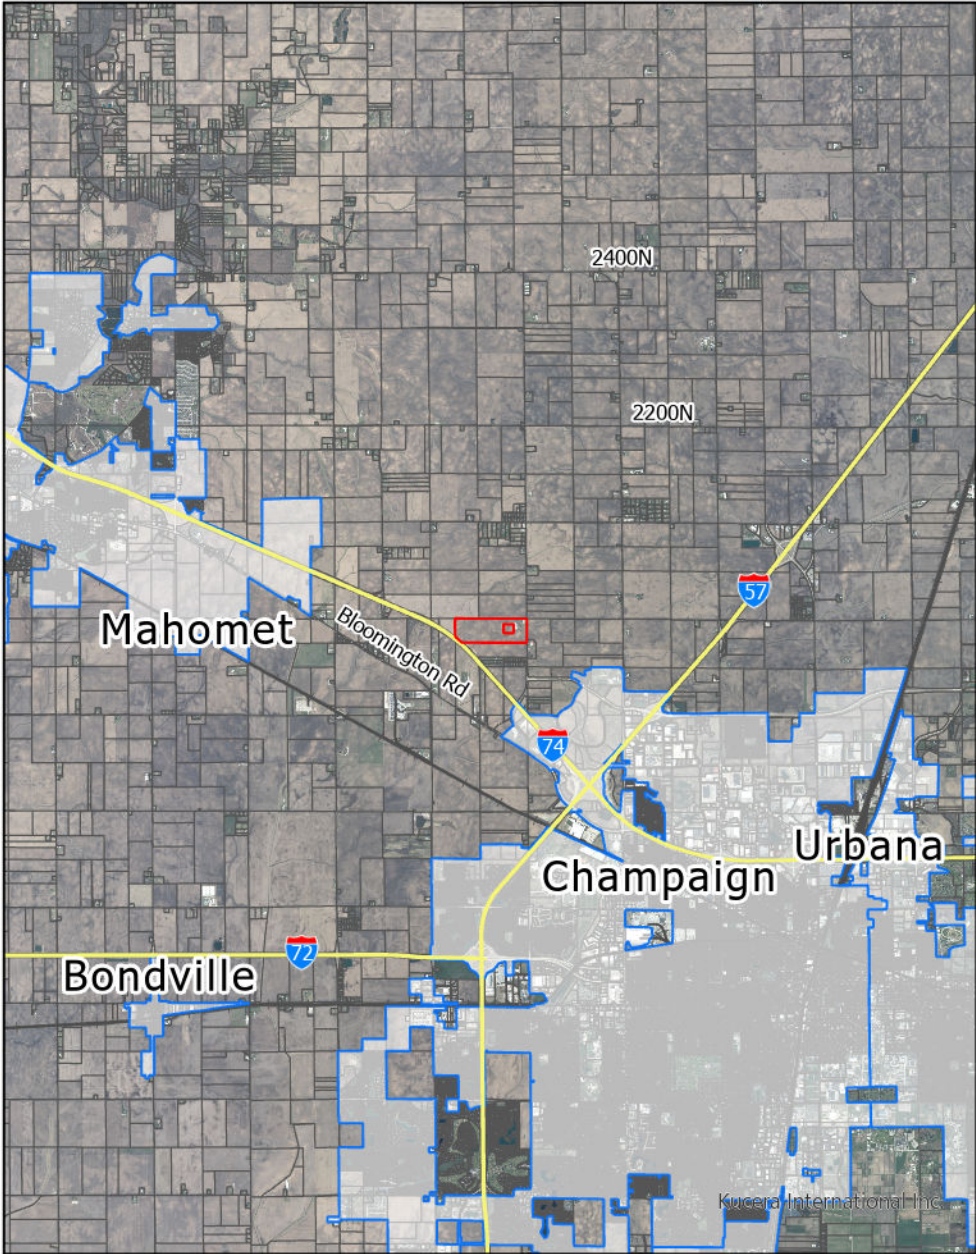 2400N
2200N
57
Mahomet
Bloomington Rd
74
Urbana
Champaign
72
Bondville
Kucera International Inc